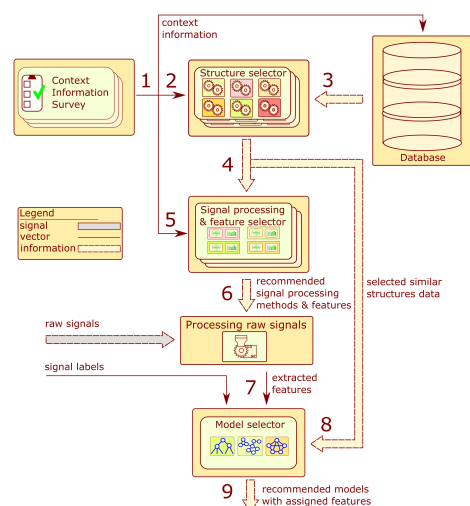 context
information
Context
Information
Survey
1
2
Structure selector
3
Database
4
5
Signal processing
& feature selector
Legend
signal
vector
information
6
recommended
signal processing
methods & features
selected similar
structures data
raw signals
Processing raw signals
signal labels
7
extracted
features
8
Model selector
9
recommended models
with assigned features